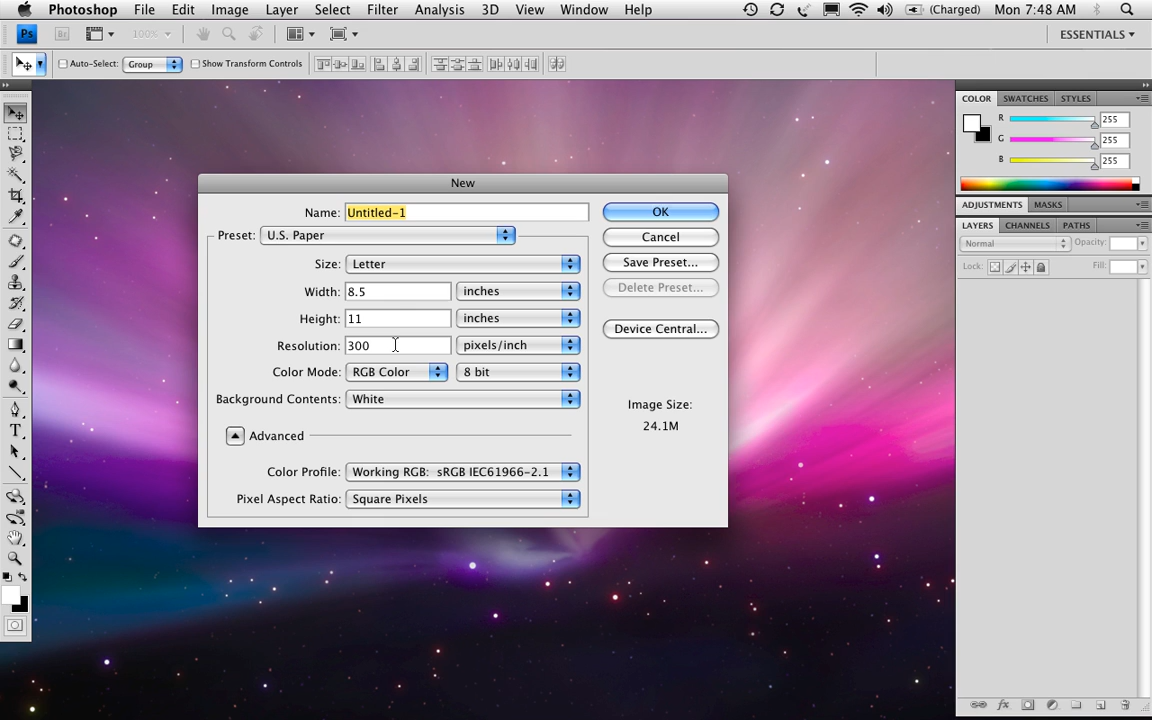 Photoshop File Edit Image Layer Select Filter Analysis 3D View Window Help (Charged) Mon 7:48 AM
Ps Br 100% ESSENTIALS
Auto-Select: Group Show Transform Controls
COLOR SWATCHES STYLES
R 255
G 255
B 255
ADJUSTMENTS MASKS
LAYERS CHANNELS PATHS
Normal Opacity:
Lock: Fill:
T
New
Name: Untitled-1 OK
Preset: U.S. Paper Cancel
Size: Letter Save Preset...
Width: 8.5 inches Delete Preset...
Height: 11 inches Device Central...
Resolution: 300 pixels/inch
Color Mode: RGB Color 8 bit
Background Contents: White
Image Size:
24.1M
Advanced
Color Profile: Working RGB: sRGB IEC61966-2.1
Pixel Aspect Ratio: Square Pixels
fx